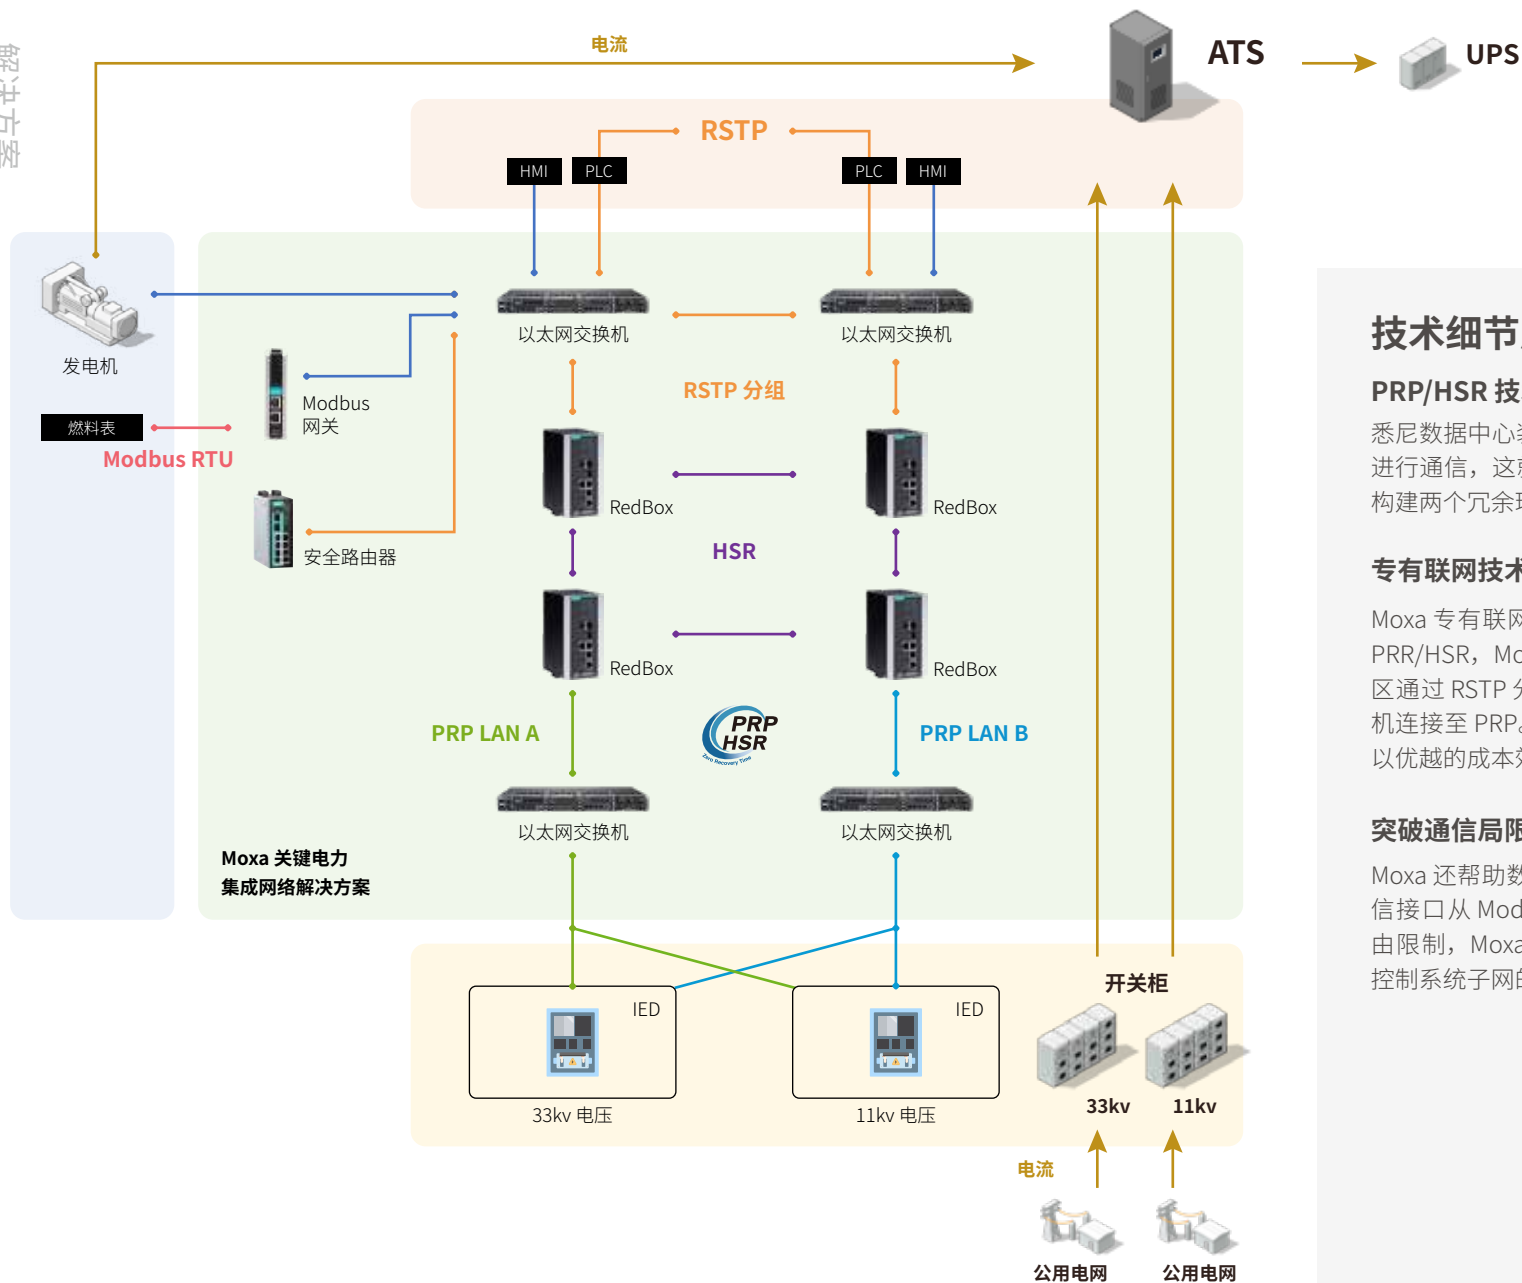 解决方案
电流
ATS
UPS
RSTP
HMI
PLC
PLC
HMI
以太网交换机
以太网交换机
发电机
RSTP 分组
Modbus
网关
燃料表
Modbus RTU
RedBox
RedBox
HSR
安全路由器
RedBox
RedBox
PRP LAN A
PRP
HSR
Zero Recovery Time
PRP LAN B
以太网交换机
以太网交换机
Moxa 关键电力
集成网络解决方案
开关柜
IED
IED
33kv 电压
11kv 电压
33kv
11kv
电流
公用电网
公用电网
技术细节
PRP/HSR 技
悉尼数据中心
进行通信，这
构建两个冗余
专有联网技
Moxa 专有联
PRR/HSR，Mo
区通过 RSTP
机连接至 PRP
以优越的成本
突破通信局
Moxa 还帮助
信接口从 Mod
由限制，Moxa
控制系统子网